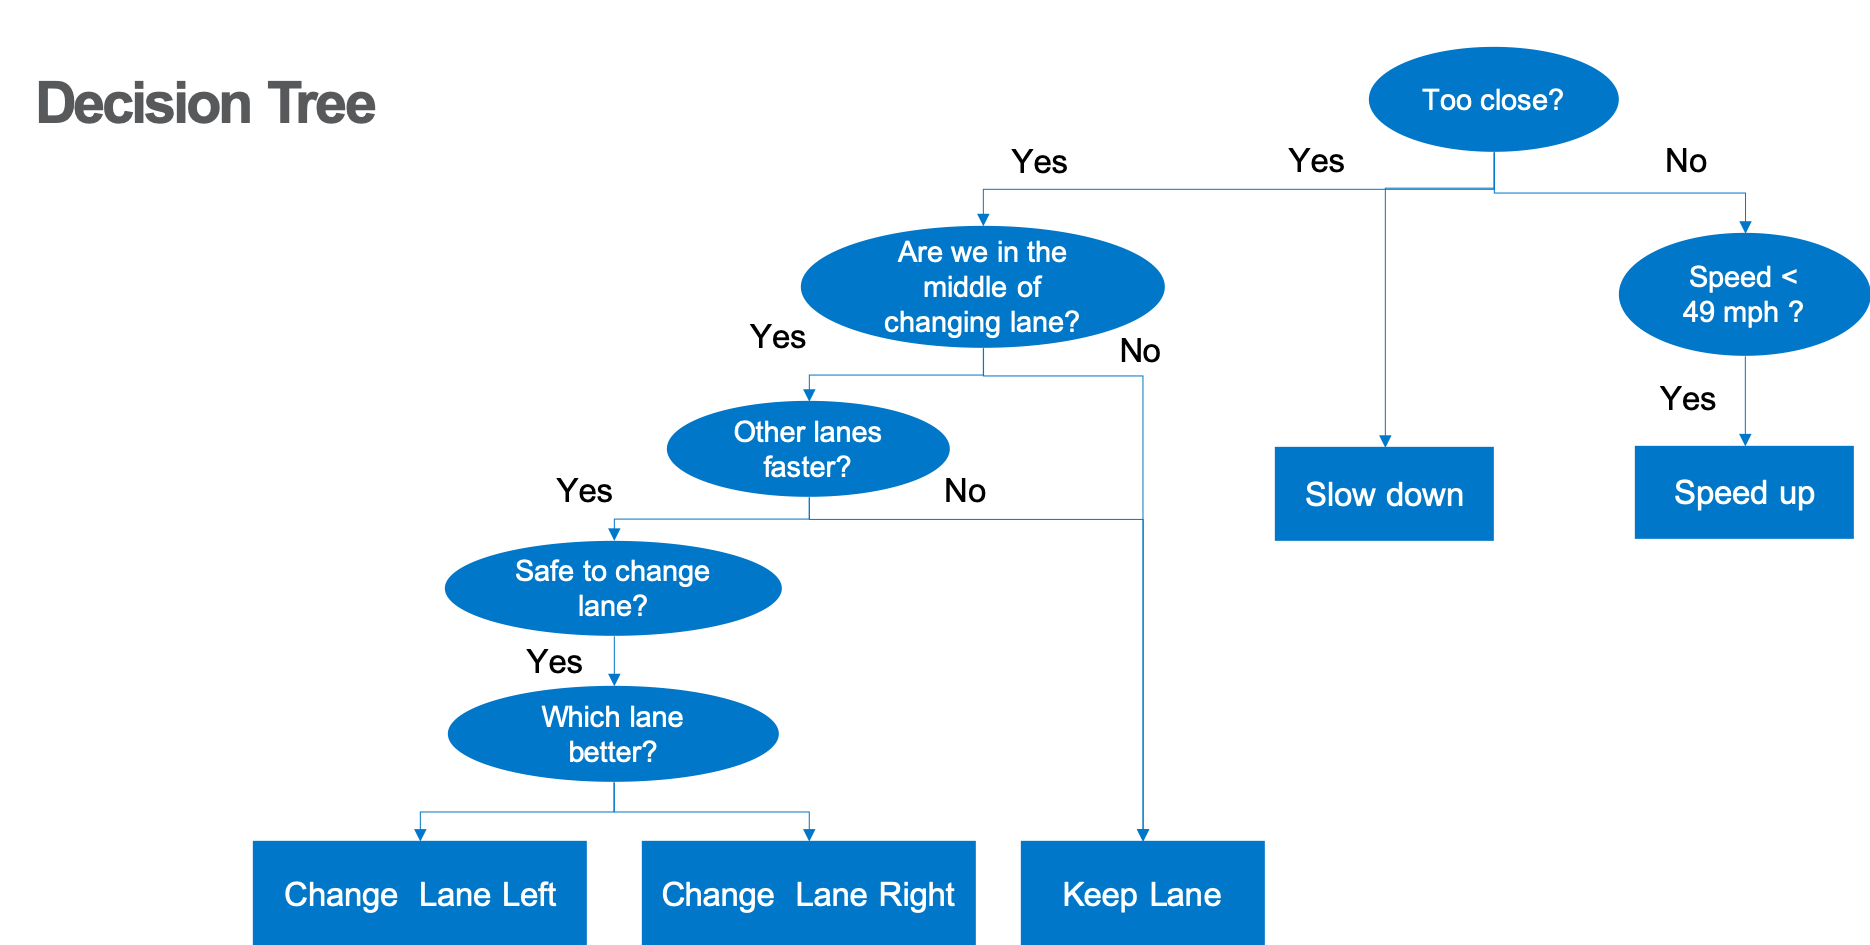 Decision Tree
Too close?
Yes
Yes
No
Are we in the
middle of
changing lane?
Speed <
49 mph ?
Yes
No
Yes
Other lanes
faster?
Slow down
Speed up
Yes
No
Safe to change
lane?
Yes
Which lane
better?
Change Lane Left
Change Lane Right
Keep Lane